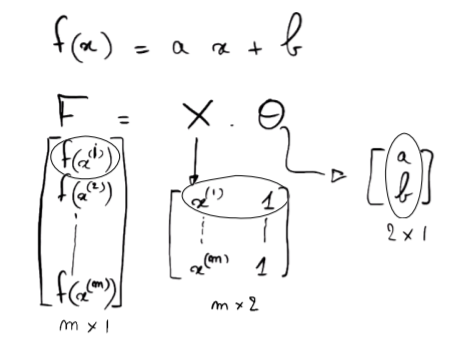 f(x) = a x + b
F = X . Θ
f(x⁽¹⁾)
f(x⁽²⁾)
f(x⁽ᵐ⁾)
m × 1
x⁽¹⁾ 1
x⁽ᵐ⁾ 1
m × 2
a
b
2 × 1